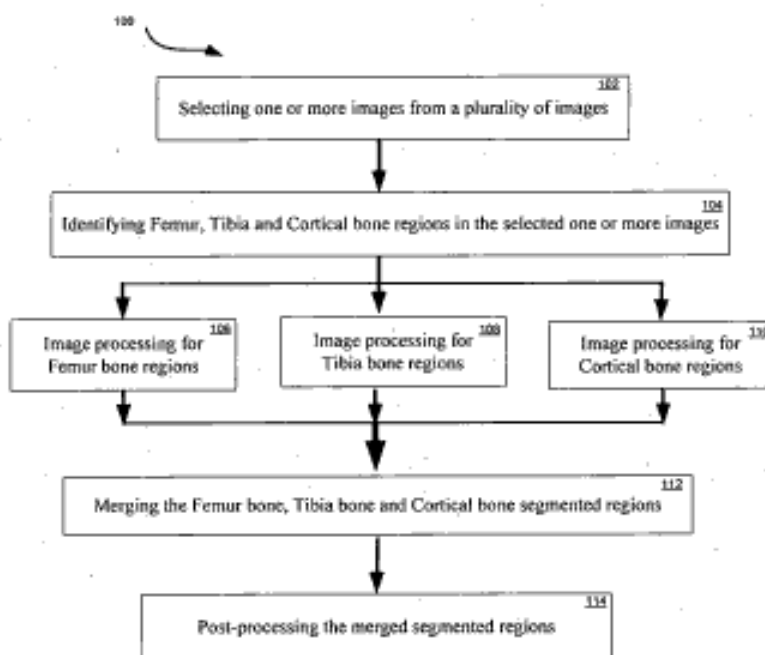 100
102
Selecting one or more images from a plurality of images
104
Identifying Femur, Tibia and Cortical bone regions in the selected one or more images
106
Image processing for
Femur bone regions
108
Image processing for
Tibia bone regions
110
Image processing for
Cortical bone regions
112
Merging the Femur bone, Tibia bone and Cortical bone segmented regions
114
Post-processing the merged segmented regions